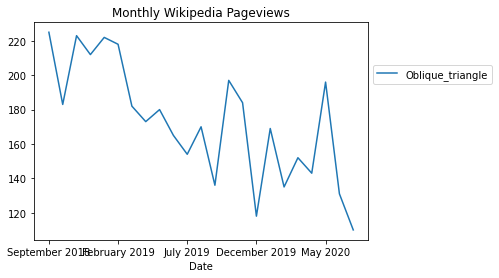 Monthly Wikipedia Pageviews
220
200
180
160
140
120
Oblique_triangle
September 2018 February 2019 July 2019 December 2019 May 2020
Date